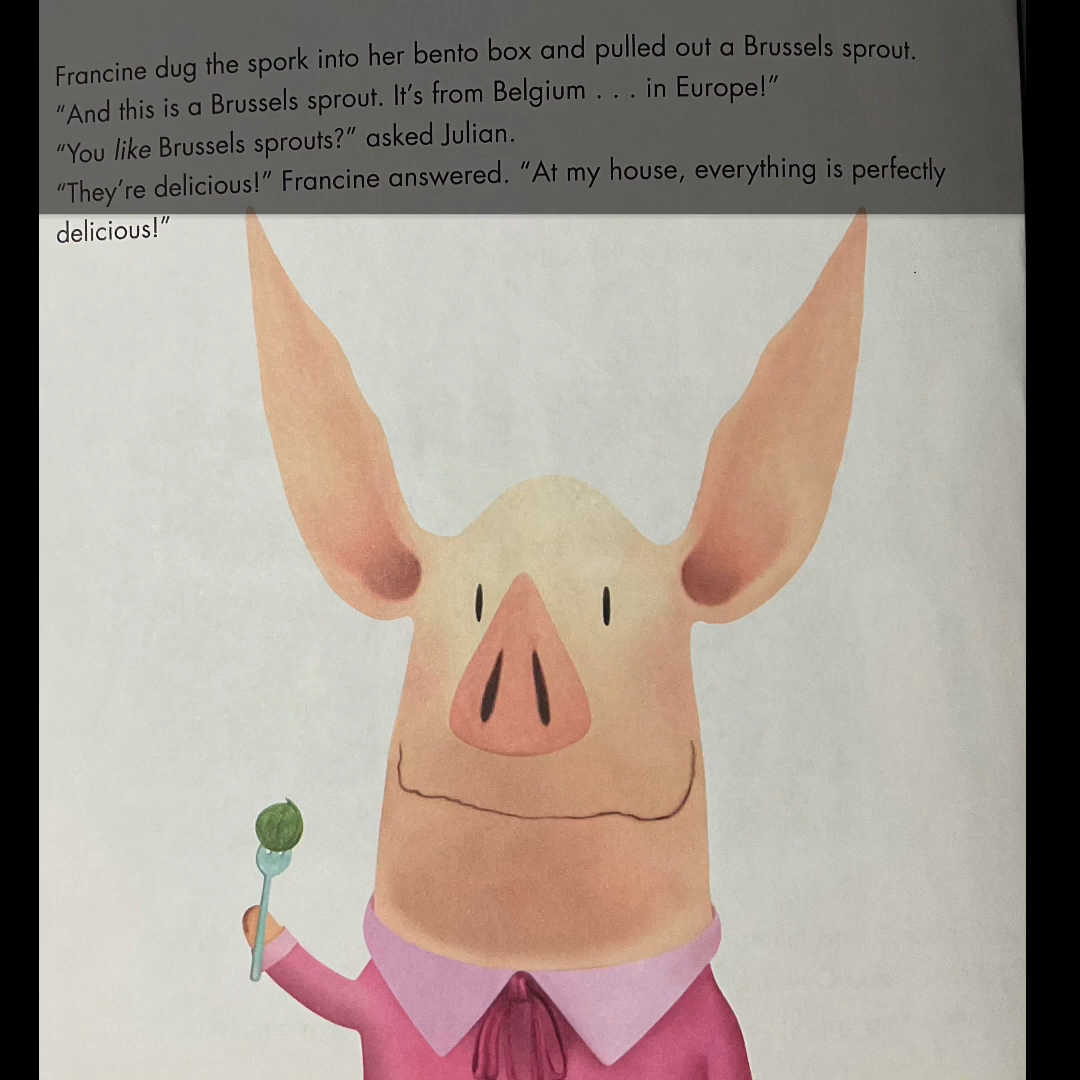 Francine dug the spork into her bento box and pulled out a Brussels sprout.
“And this is a Brussels sprout. It’s from Belgium . . . in Europe!”
“You like Brussels sprouts?” asked Julian.
“They’re delicious!” Francine answered. “At my house, everything is perfectly
delicious!”